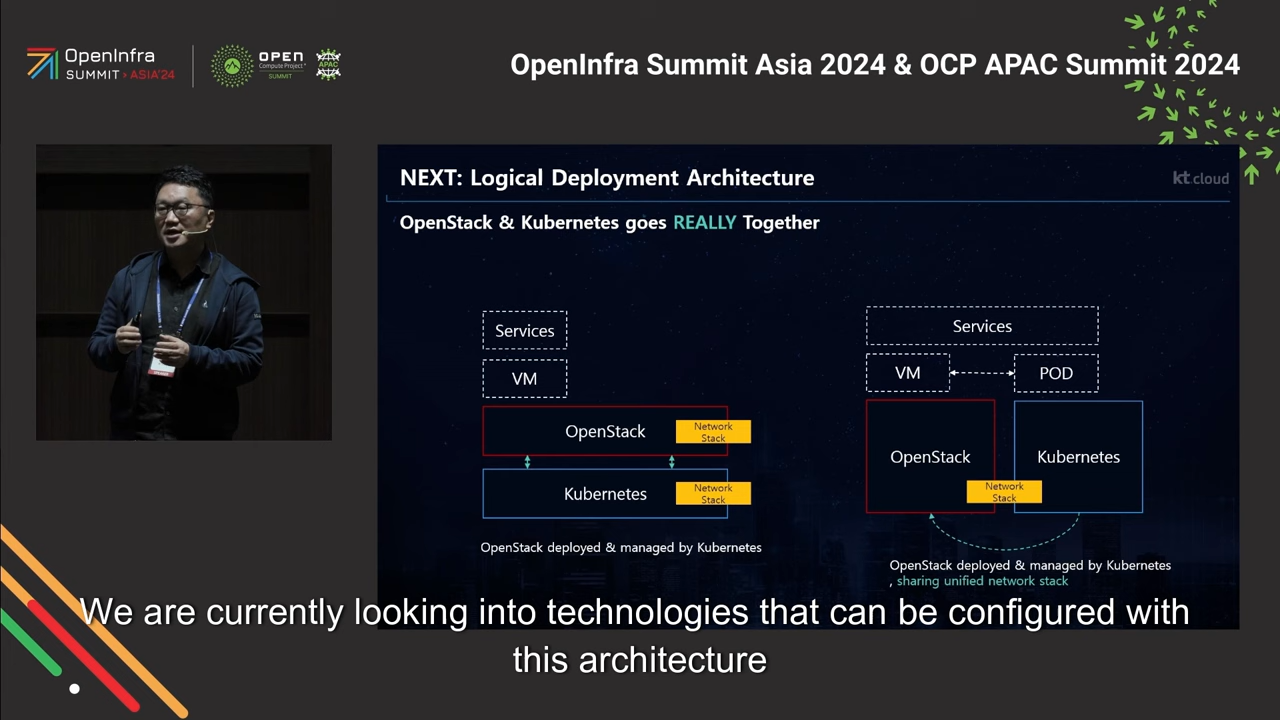 OpenInfra
SUMMIT ASIA'24
OPEN
Compute Project
SUMMIT
APAC
OpenInfra Summit Asia 2024 & OCP APAC Summit 2024
NEXT: Logical Deployment Architecture
kt cloud
OpenStack & Kubernetes goes REALLY Together
Services
VM
OpenStack
Network
Stack
Kubernetes
Network
Stack
OpenStack deployed & managed by Kubernetes
Services
VM
POD
OpenStack
Kubernetes
Network
Stack
OpenStack deployed & managed by Kubernetes
, sharing unified network stack
We are currently looking into technologies that can be configured with
this architecture